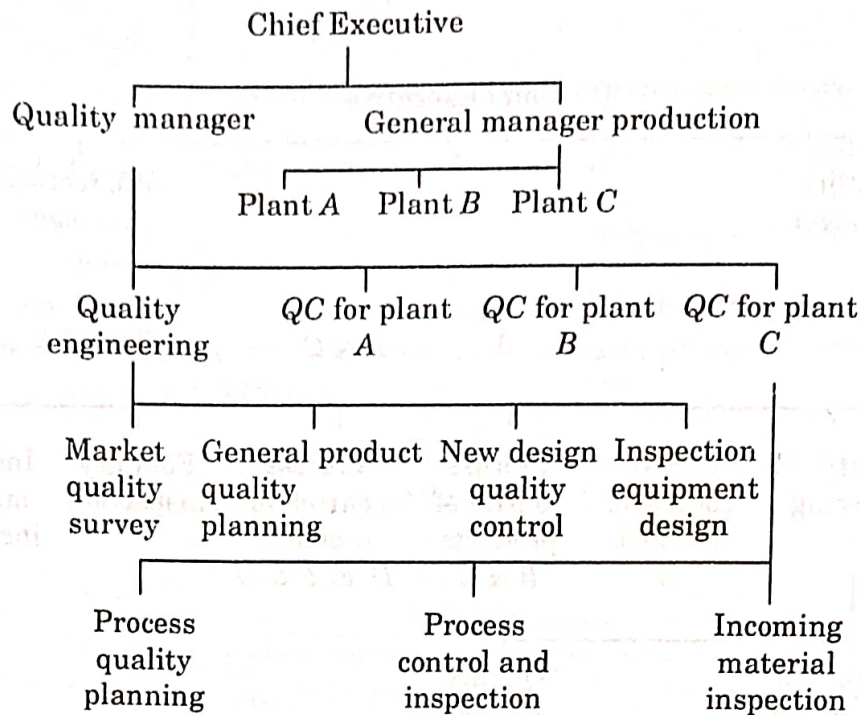 Chief Executive
Quality manager General manager production
Plant A Plant B Plant C
Quality QC for plant QC for plant QC for plant
engineering A B C
Market General product New design Inspection
quality quality quality equipment
survey planning control design
Process Process Incoming
quality control and material
planning inspection inspection